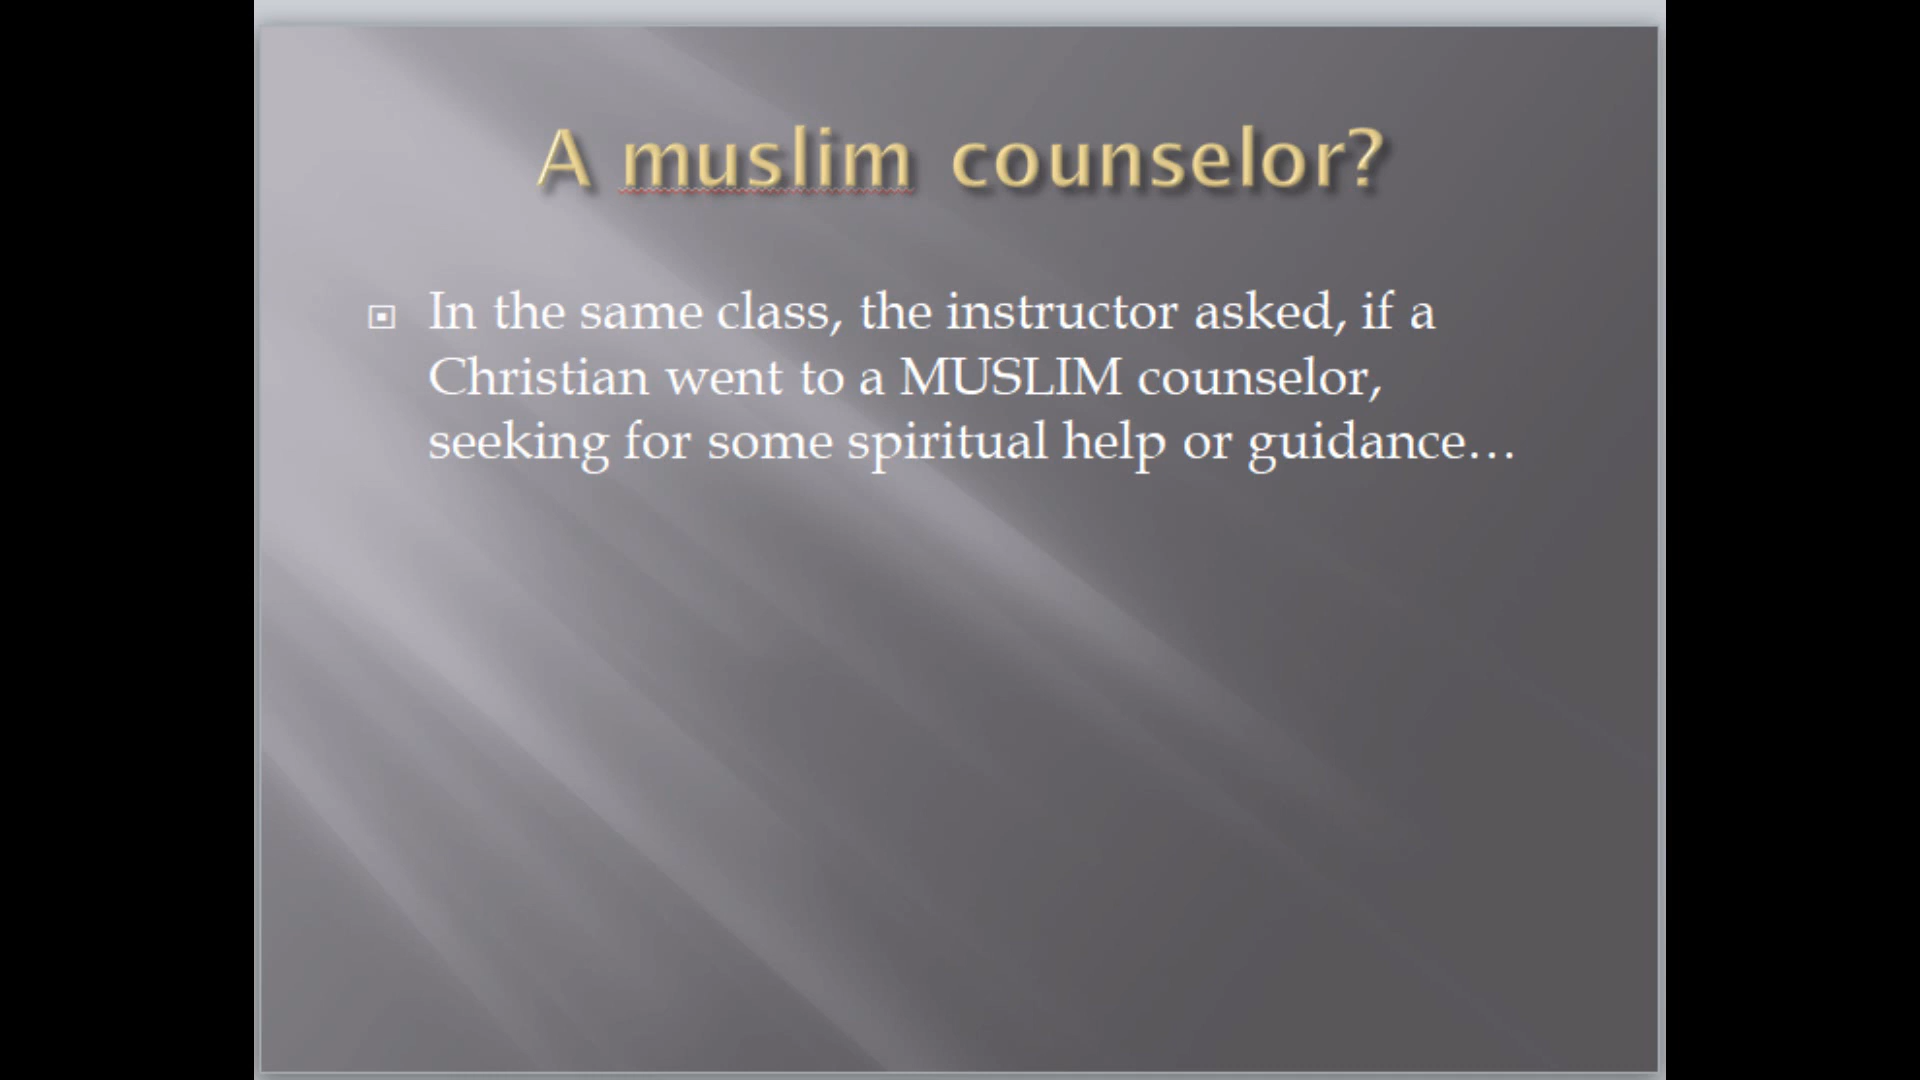 A muslim counselor?
In the same class, the instructor asked, if a
Christian went to a MUSLIM counselor,
seeking for some spiritual help or guidance…